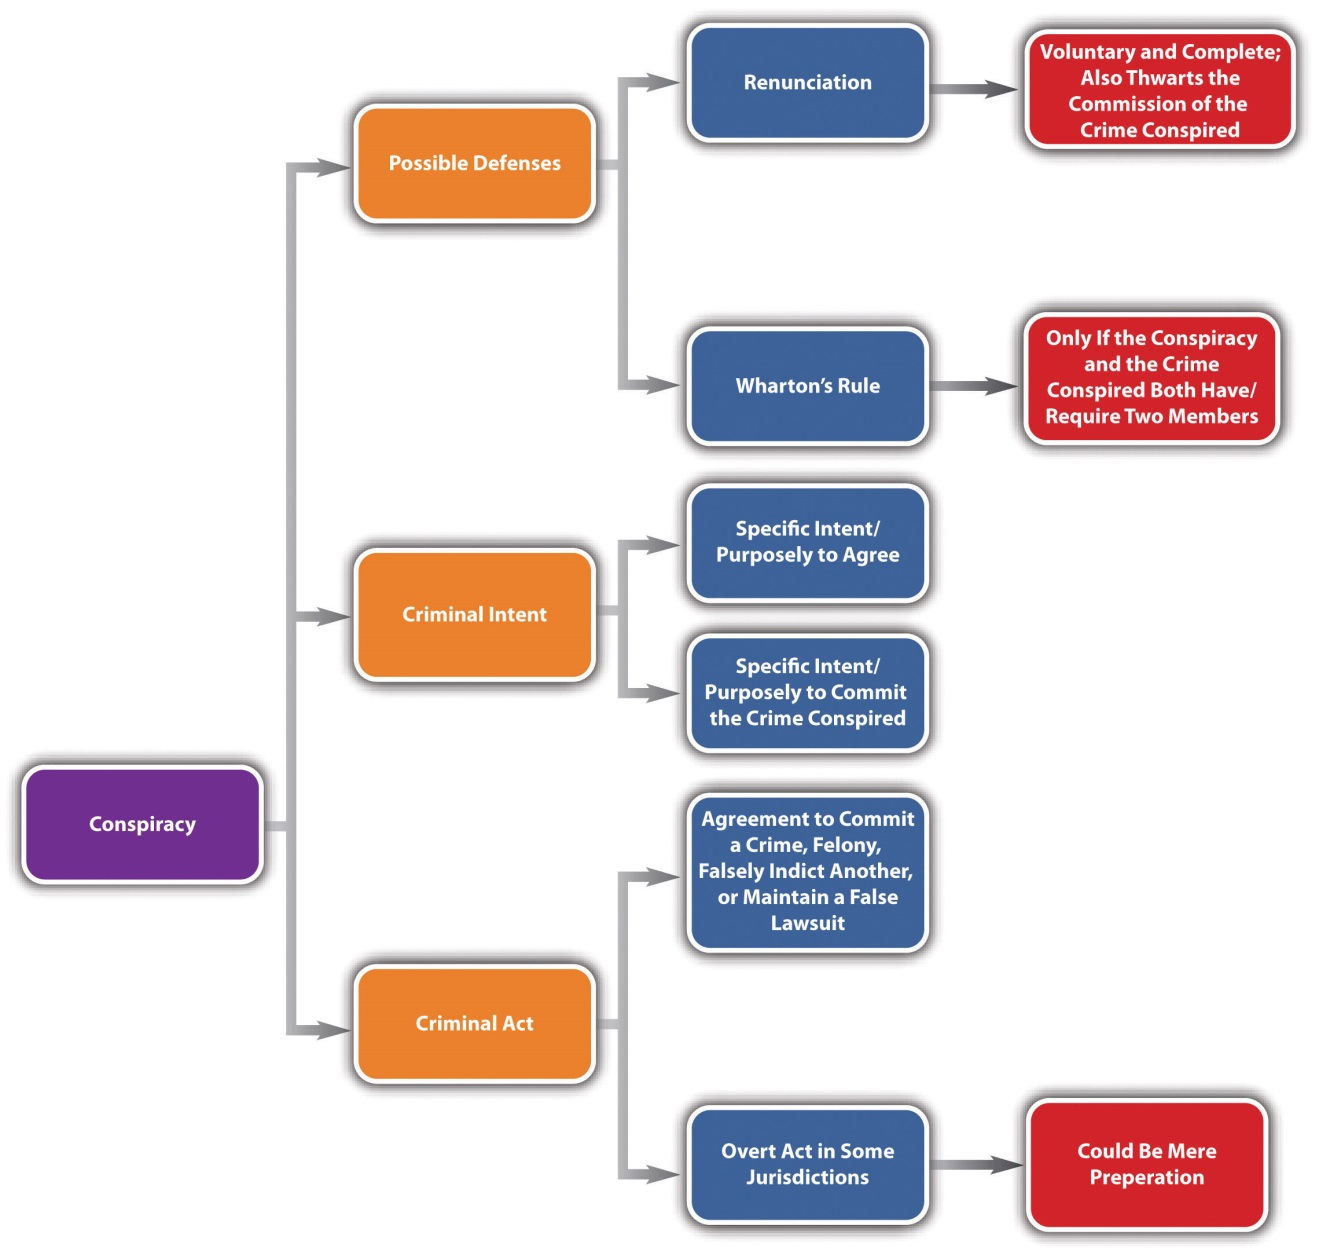 Renunciation
Voluntary and Complete;
Also Thwarts the
Commission of the
Crime Conspired
Possible Defenses
Wharton's Rule
Only If the Conspiracy
and the Crime
Conspired Both Have/
Require Two Members
Specific Intent/
Purposely to Agree
Criminal Intent
Specific Intent/
Purposely to Commit
the Crime Conspired
Conspiracy
Agreement to Commit
a Crime, Felony,
Falsely Indict Another,
or Maintain a False
Lawsuit
Criminal Act
Overt Act in Some
Jurisdictions
Could Be Mere
Preparation